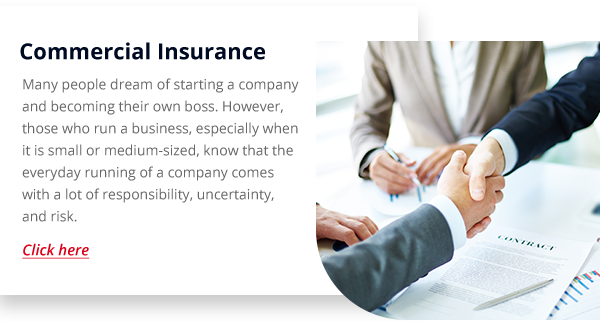 Commercial Insurance
Many people dream of starting a company
and becoming their own boss. However,
those who run a business, especially when
it is small or medium-sized, know that the
everyday running of a company comes
with a lot of responsibility, uncertainty,
and risk.
Click here
CONTRACT